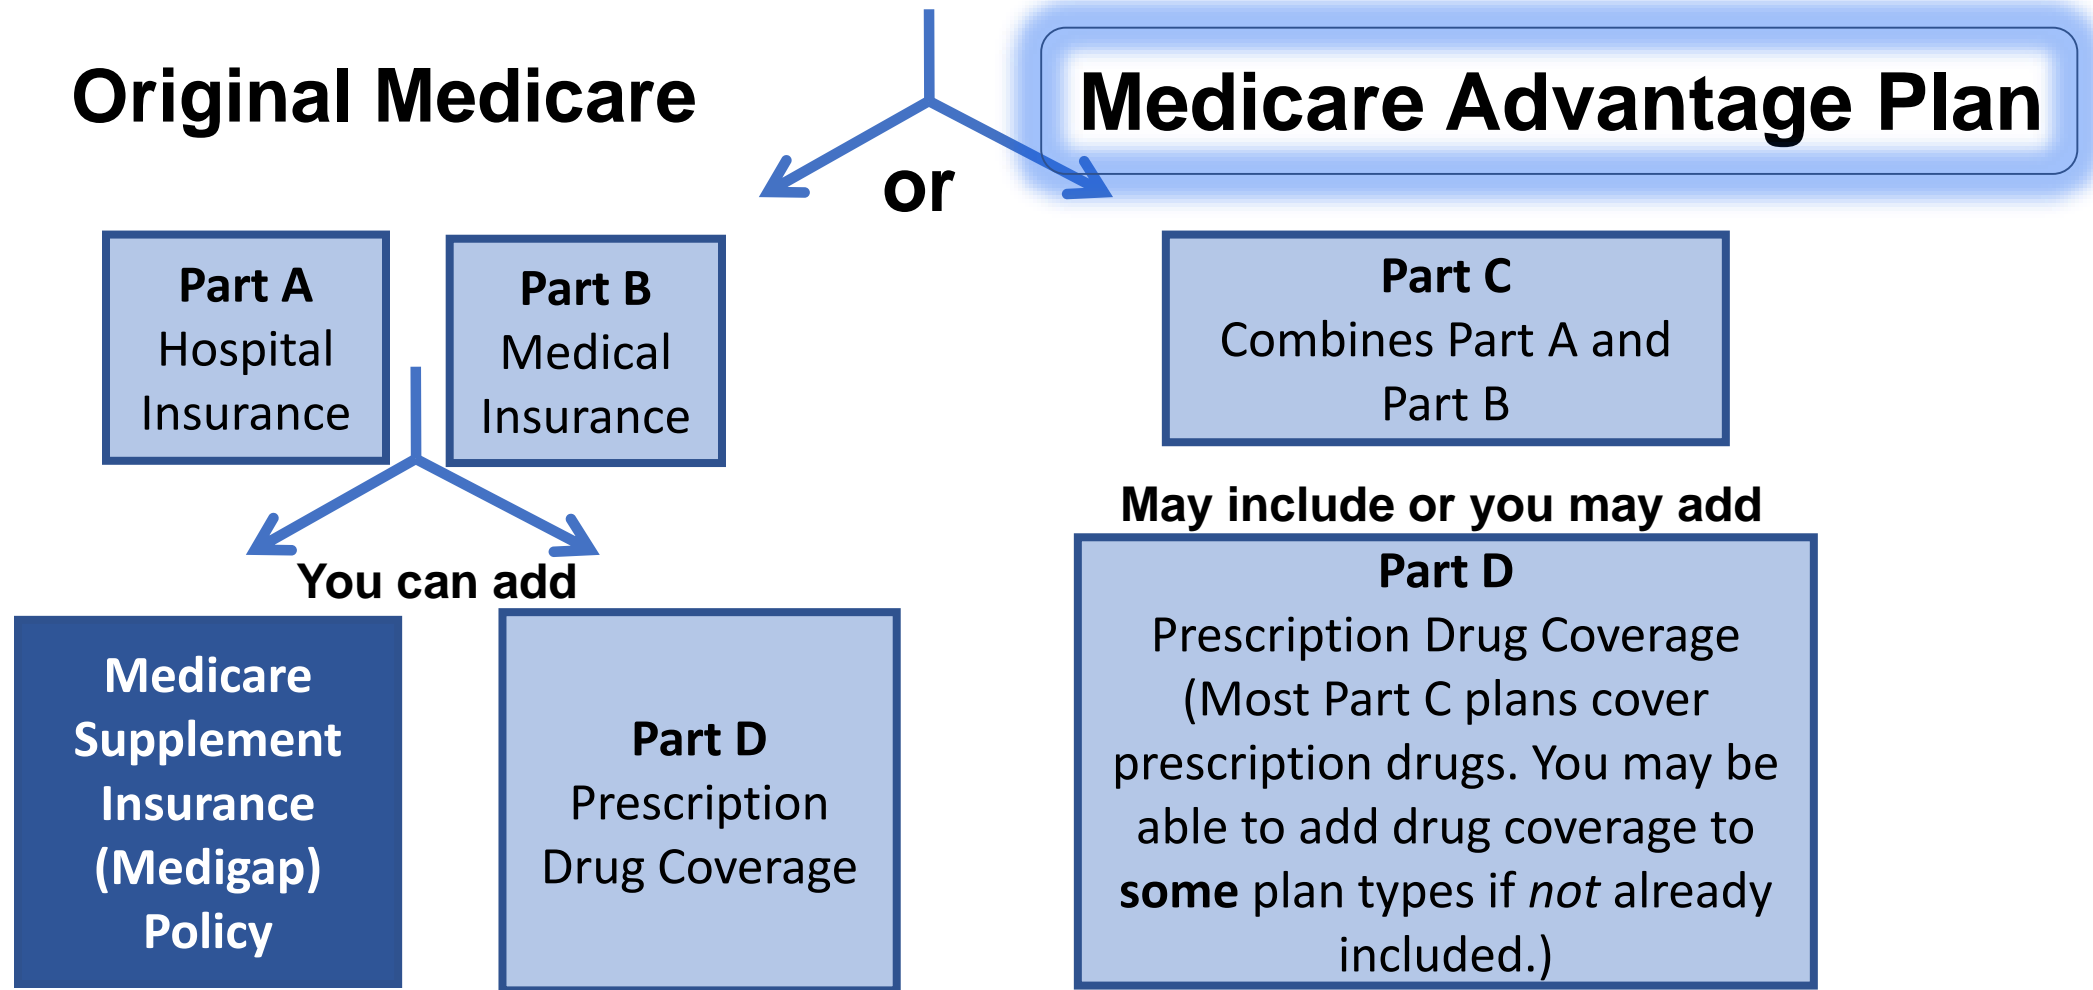 Original Medicare
or
Medicare Advantage Plan
Part A
Hospital
Insurance
Part B
Medical
Insurance
You can add
Medicare
Supplement
Insurance
(Medigap)
Policy
Part D
Prescription
Drug Coverage
Part C
Combines Part A and
Part B
May include or you may add
Part D
Prescription Drug Coverage
(Most Part C plans cover
prescription drugs. You may be
able to add drug coverage to
some plan types if not already
included.)